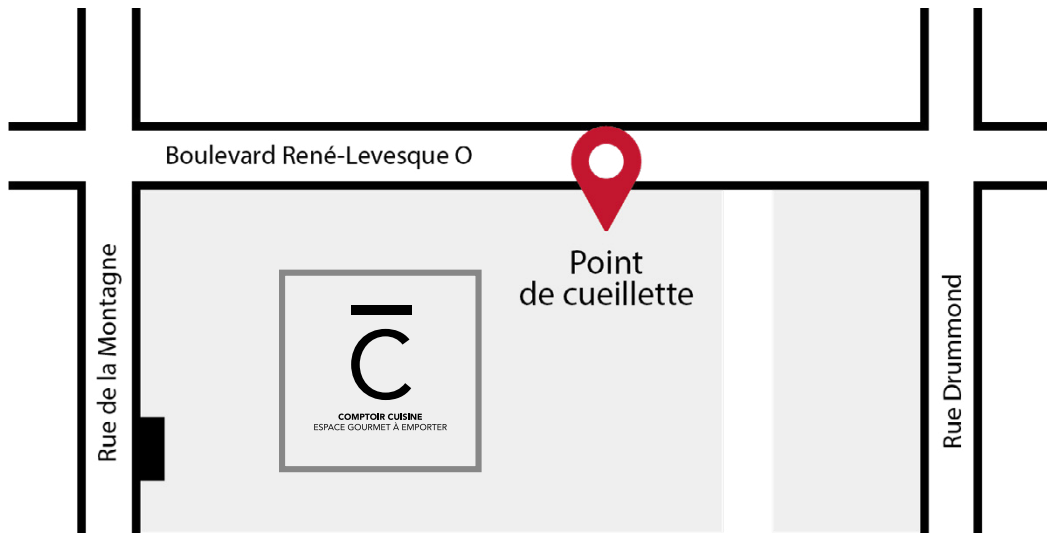 Boulevard René-Levesque O
Rue de la Montagne
Point
de cueillette
C
COMPTOIR CUISINE
ESPACE GOURMET À EMPORTER
Rue Drummond